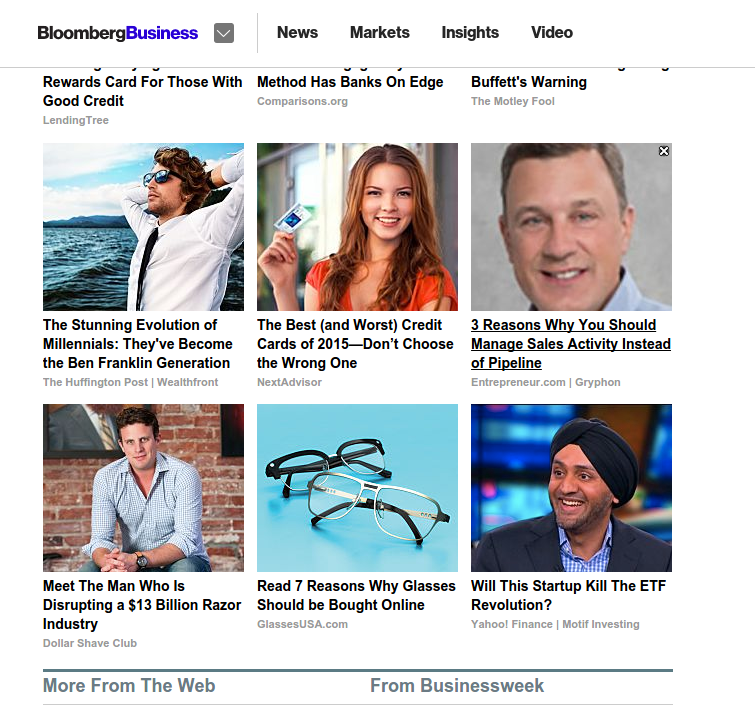 BloombergBusiness
News
Markets
Insights
Video
Rewards Card For Those With
Good Credit
LendingTree
Method Has Banks On Edge
Comparisons.org
Buffett's Warning
The Motley Fool
The Stunning Evolution of
Millennials: They've Become
the Ben Franklin Generation
The Huffington Post | Wealthfront
The Best (and Worst) Credit
Cards of 2015—Don't Choose
the Wrong One
NextAdvisor
3 Reasons Why You Should
Manage Sales Activity Instead
of Pipeline
Entrepreneur.com | Gryphon
Meet The Man Who Is
Disrupting a $13 Billion Razor
Industry
Dollar Shave Club
Read 7 Reasons Why Glasses
Should be Bought Online
GlassesUSA.com
Will This Startup Kill The ETF
Revolution?
Yahoo! Finance | Motif Investing
More From The Web
From Businessweek